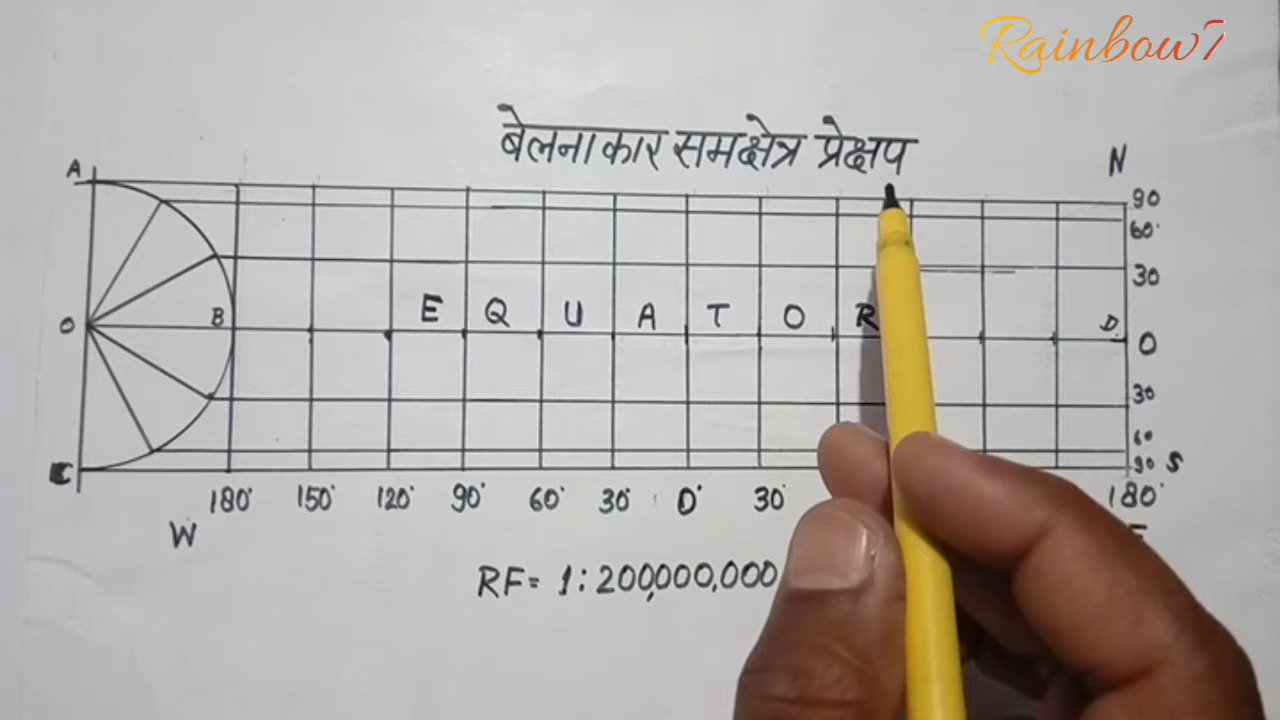 Rainbow7
बेलनाकार समक्षेत्र प्रेक्षप
N
A
90
60°
30
E Q U A T O R
O B D 0
30
60
C 90 S
180° 150° 120° 90° 60° 30° 0° 30° 180°
W
RF= 1:200,000,000